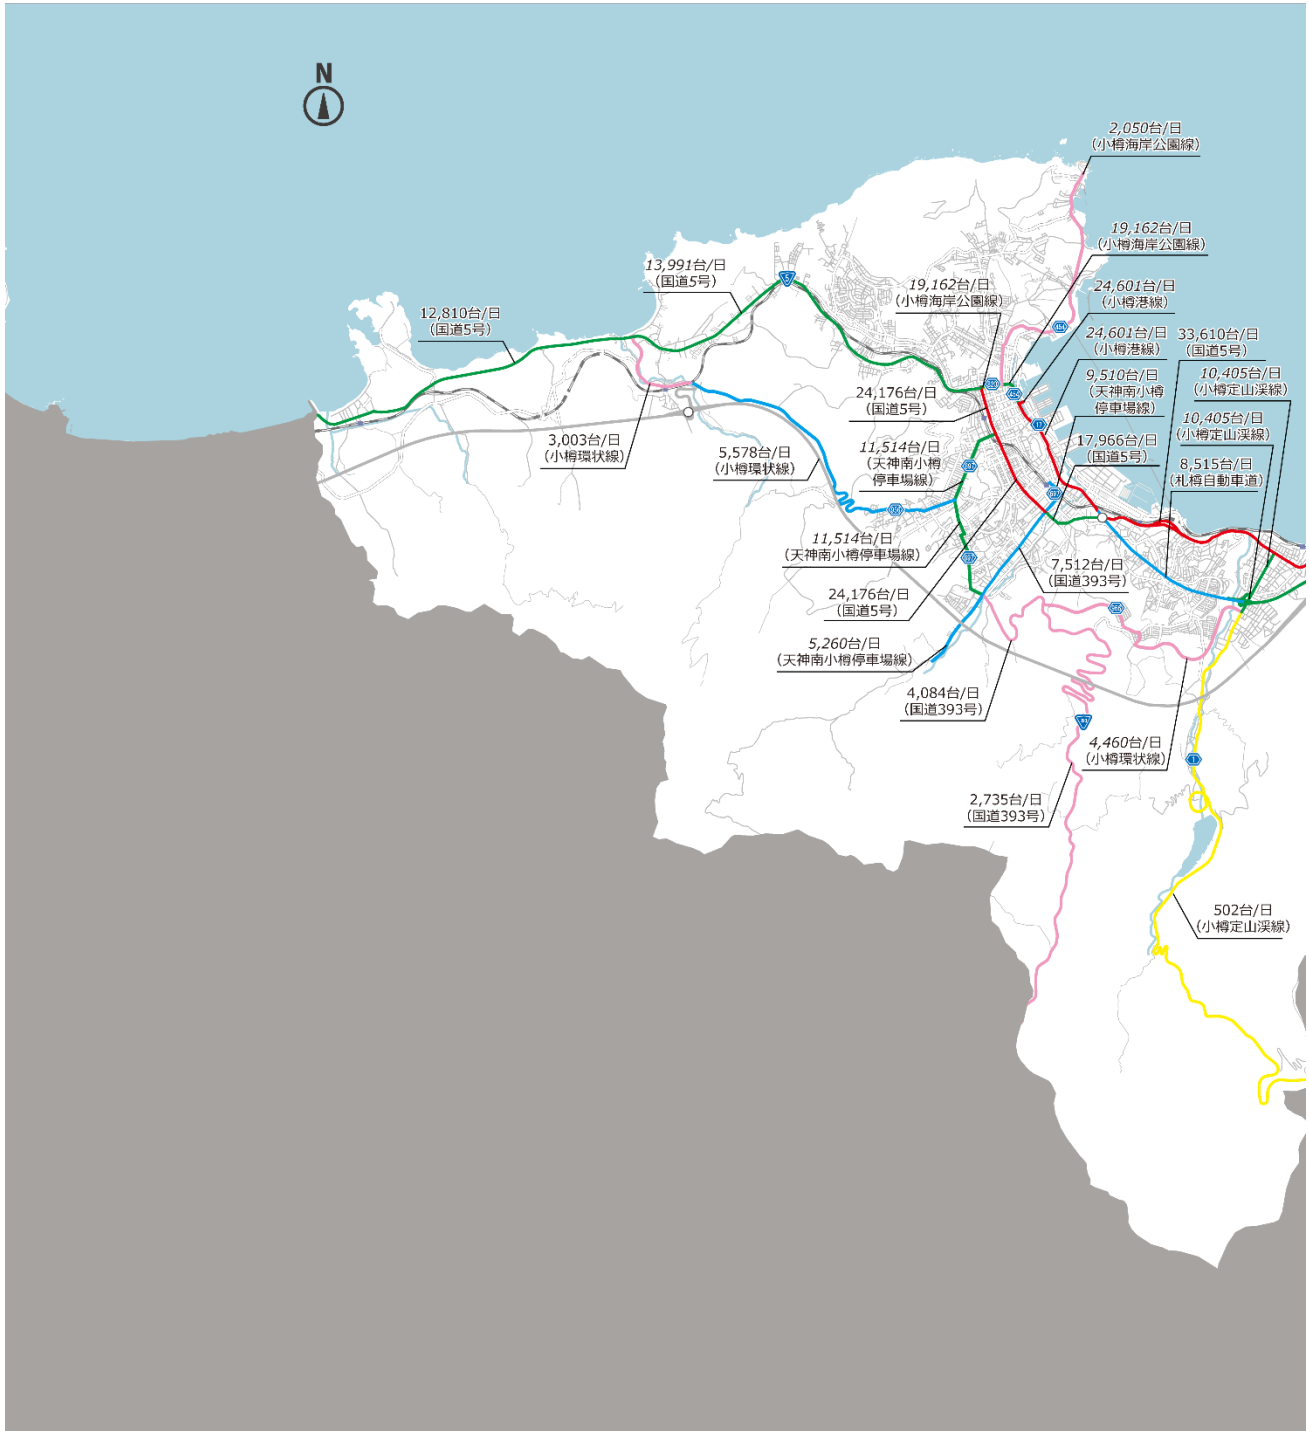 N
2,050台/日
(小樽海岸公園線)
19,162台/日
(小樽海岸公園線)
13,991台/日
(国道5号)
5
19,162台/日
(小樽海岸公園線)
24,601台/日
(小樽港線)
12,810台/日
(国道5号)
454
24,601台/日
(小樽港線)
33,610台/日
(国道5号)
9,510台/日
(天神南小樽
停車場線)
10,405台/日
(小樽定山渓線)
24,176台/日
(国道5号)
454
17
10,405台/日
(小樽定山渓線)
3,003台/日
(小樽環状線)
5,578台/日
(小樽環状線)
11,514台/日
(天神南小樽
停車場線)
17,966台/日
(国道5号)
8,515台/日
(札樽自動車道)
11,514台/日
(天神南小樽停車場線)
7,512台/日
(国道393号)
24,176台/日
(国道5号)
5,260台/日
(天神南小樽停車場線)
4,084台/日
(国道393号)
4,460台/日
(小樽環状線)
1
2,735台/日
(国道393号)
502台/日
(小樽定山渓線)